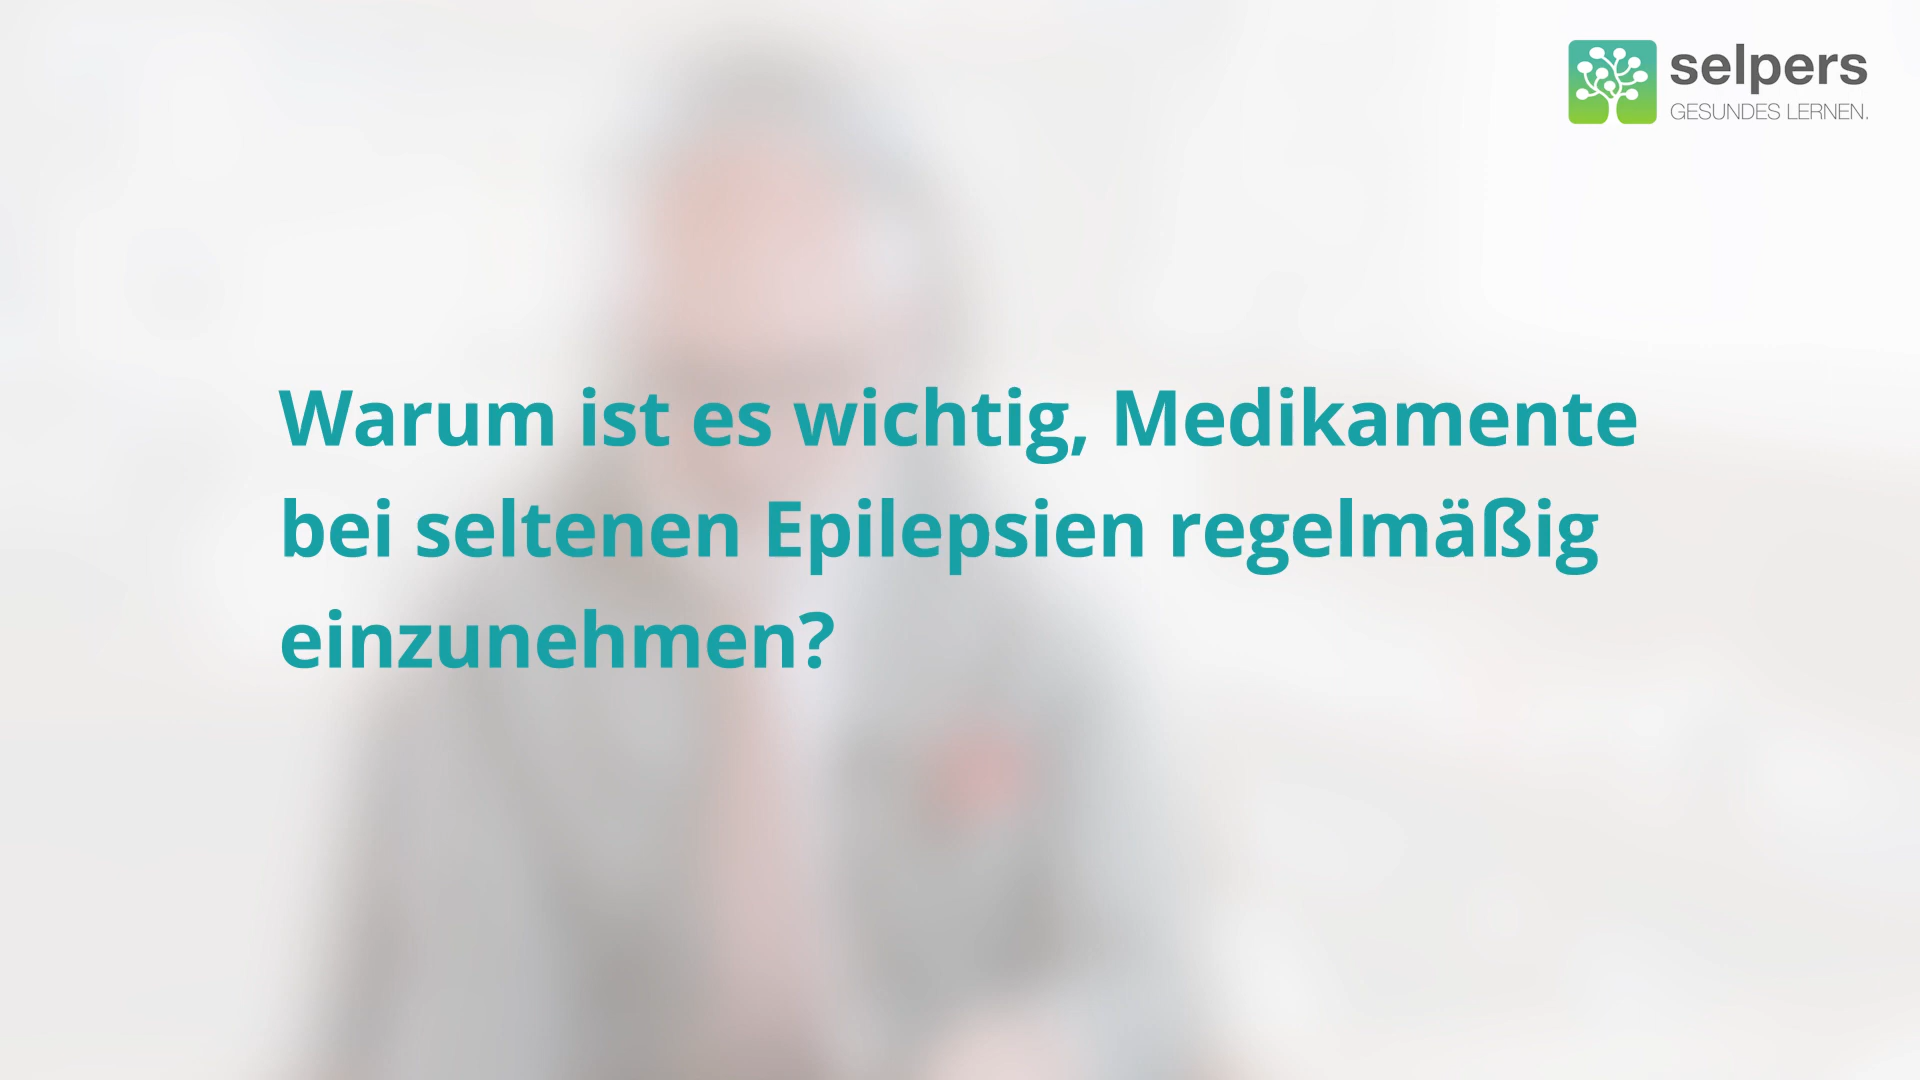 selpers
GESUNDES LERNEN.
Warum ist es wichtig, Medikamente
bei seltenen Epilepsien regelmäßig
einzunehmen?